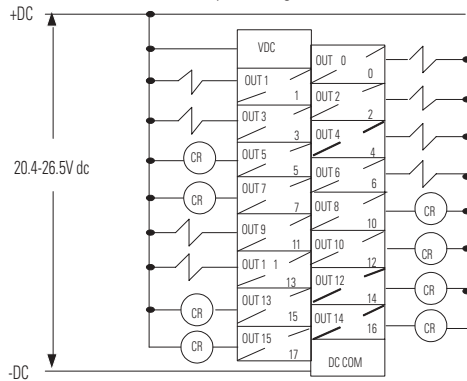 +DC
VDC
OUT 0
0
OUT 1
1
OUT 2
2
OUT 3
3
OUT 4
4
20.4-26.5V dc
CR
OUT 5
5
OUT 6
6
CR
OUT 7
7
OUT 8
10
CR
OUT 9
11
OUT 10
12
CR
OUT 1 1
13
OUT 12
14
CR
CR
OUT 13
15
OUT 14
16
CR
CR
OUT 15
17
-DC
DC COM